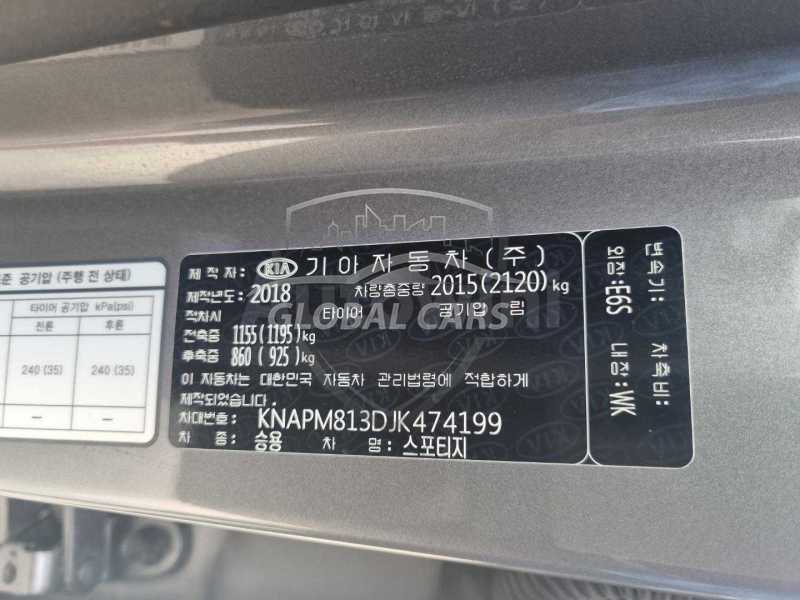 준 공기압 (주행 전 상태)
타이어 공기압 kPa(psi)
전륜 후륜
240 (35) 240 (35)
제 작 자: KIA 기아자동차(주)
제작년도: 2018 차량총중량 2015(2120)kg
적차시 타이어 공기압 림
전축중 1155(1195)kg
후축중 860( 925)kg
이 자동차는 대한민국 자동차 관리법령에 적합하게
제작되었습니다.
차대번호: KNAPM813DJK474199
차 종: 승용 차 명: 스포티지
변속기: 차축비:
외장:E6S 내장:WK
GLOBAL CARS